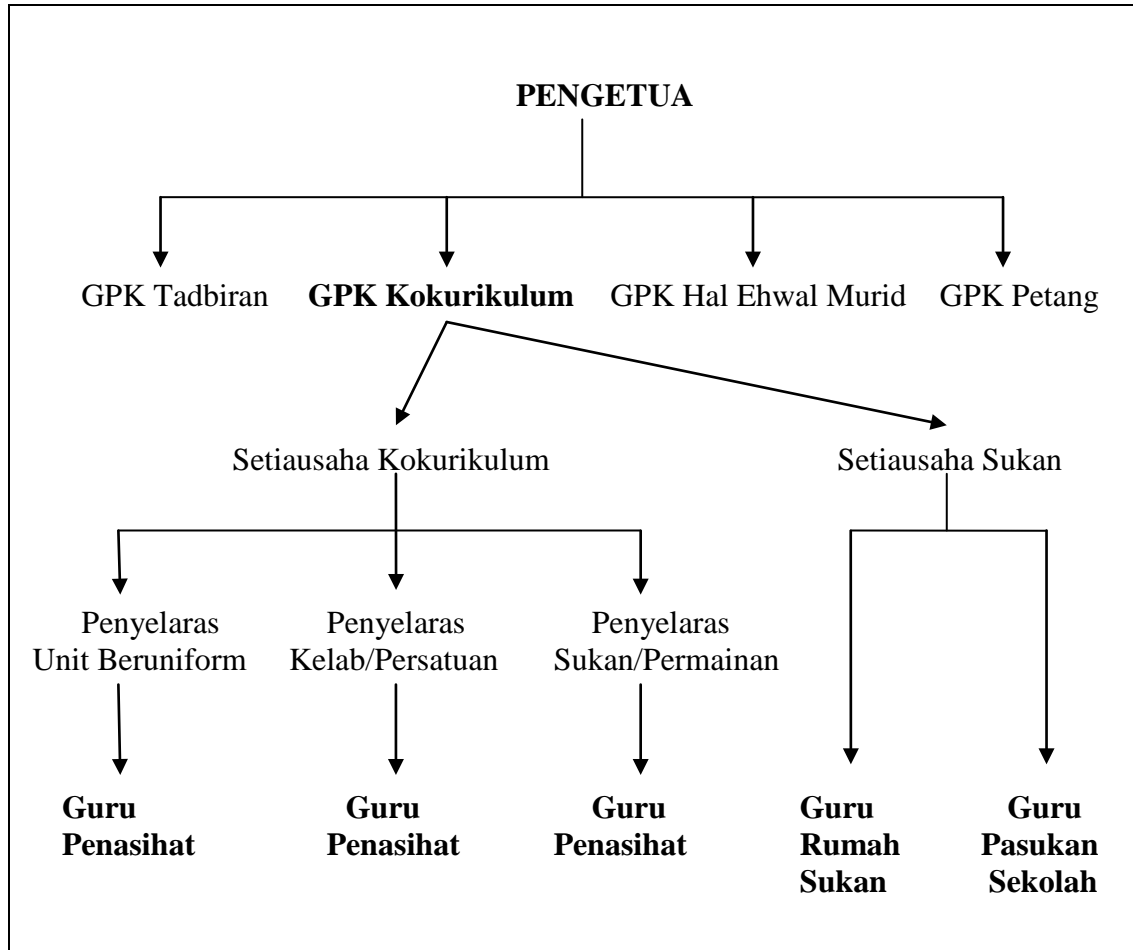 PENGETUA
GPK Tadbiran GPK Kokurikulum GPK Hal Ehwal Murid GPK Petang
Setiausaha Kokurikulum Setiausaha Sukan
Penyelaras
Unit Beruniform
Penyelaras
Kelab/Persatuan
Penyelaras
Sukan/Permainan
Guru
Penasihat
Guru
Penasihat
Guru
Penasihat
Guru
Rumah
Sukan
Guru
Pasukan
Sekolah